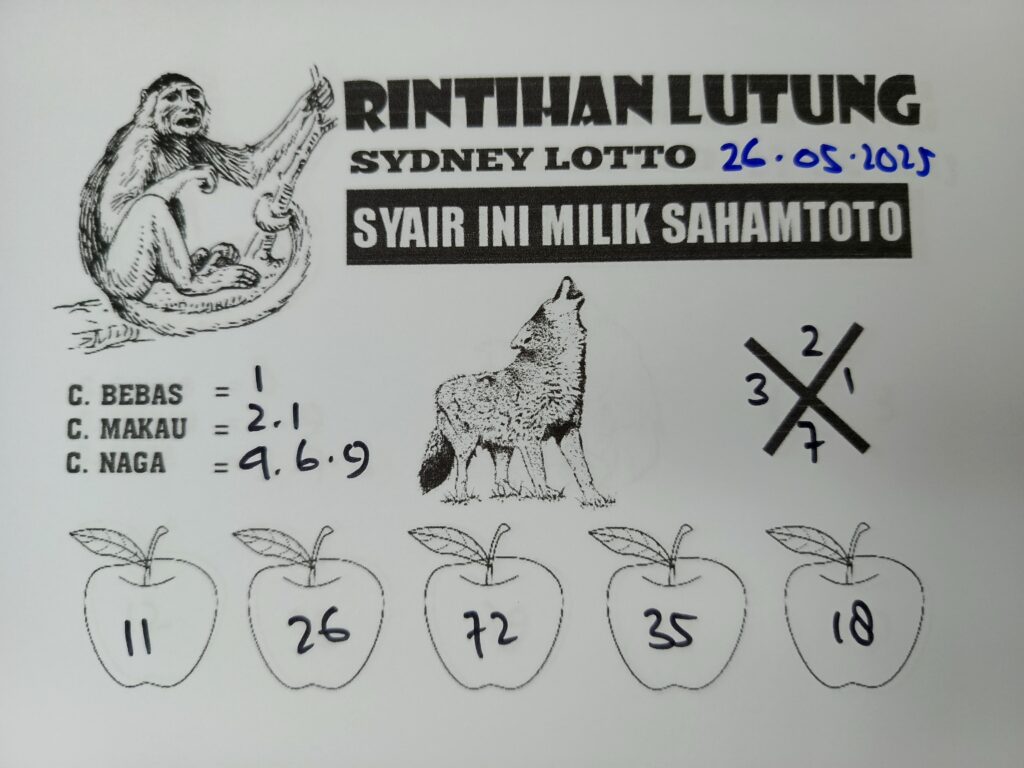 RINTIHAN LUTUNG
SYDNEY LOTTO 26.05.2025
SYAIR INI MILIK SAHAMTOTO
C. BEBAS = 1
C. MAKAU = 2.1
C. NAGA = 9.6.9
2
3 1
7
11 26 72 35 18